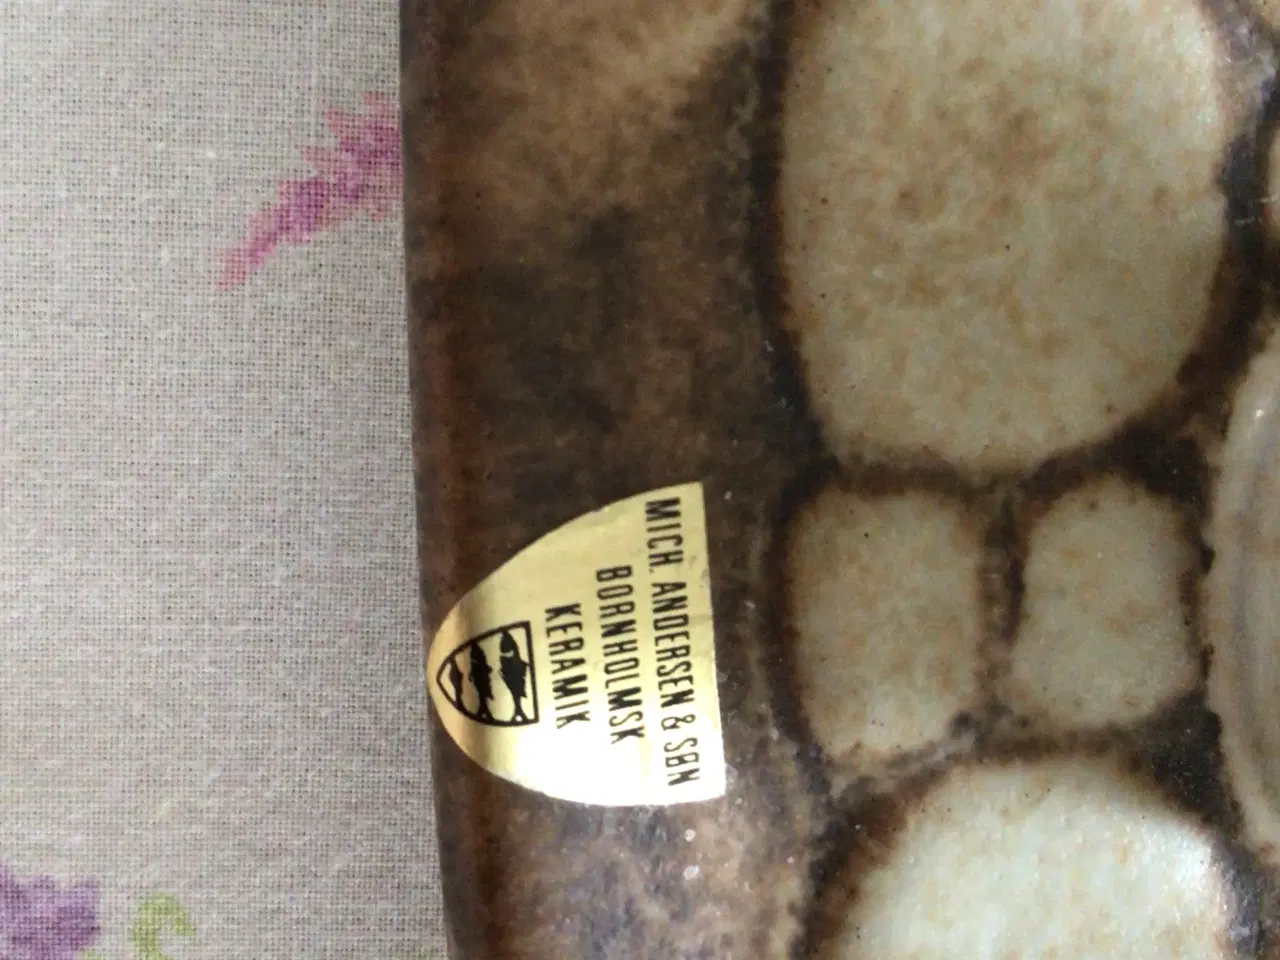 MICH. ANDERSEN & SØN
BORNHOLMSK
KERAMIK